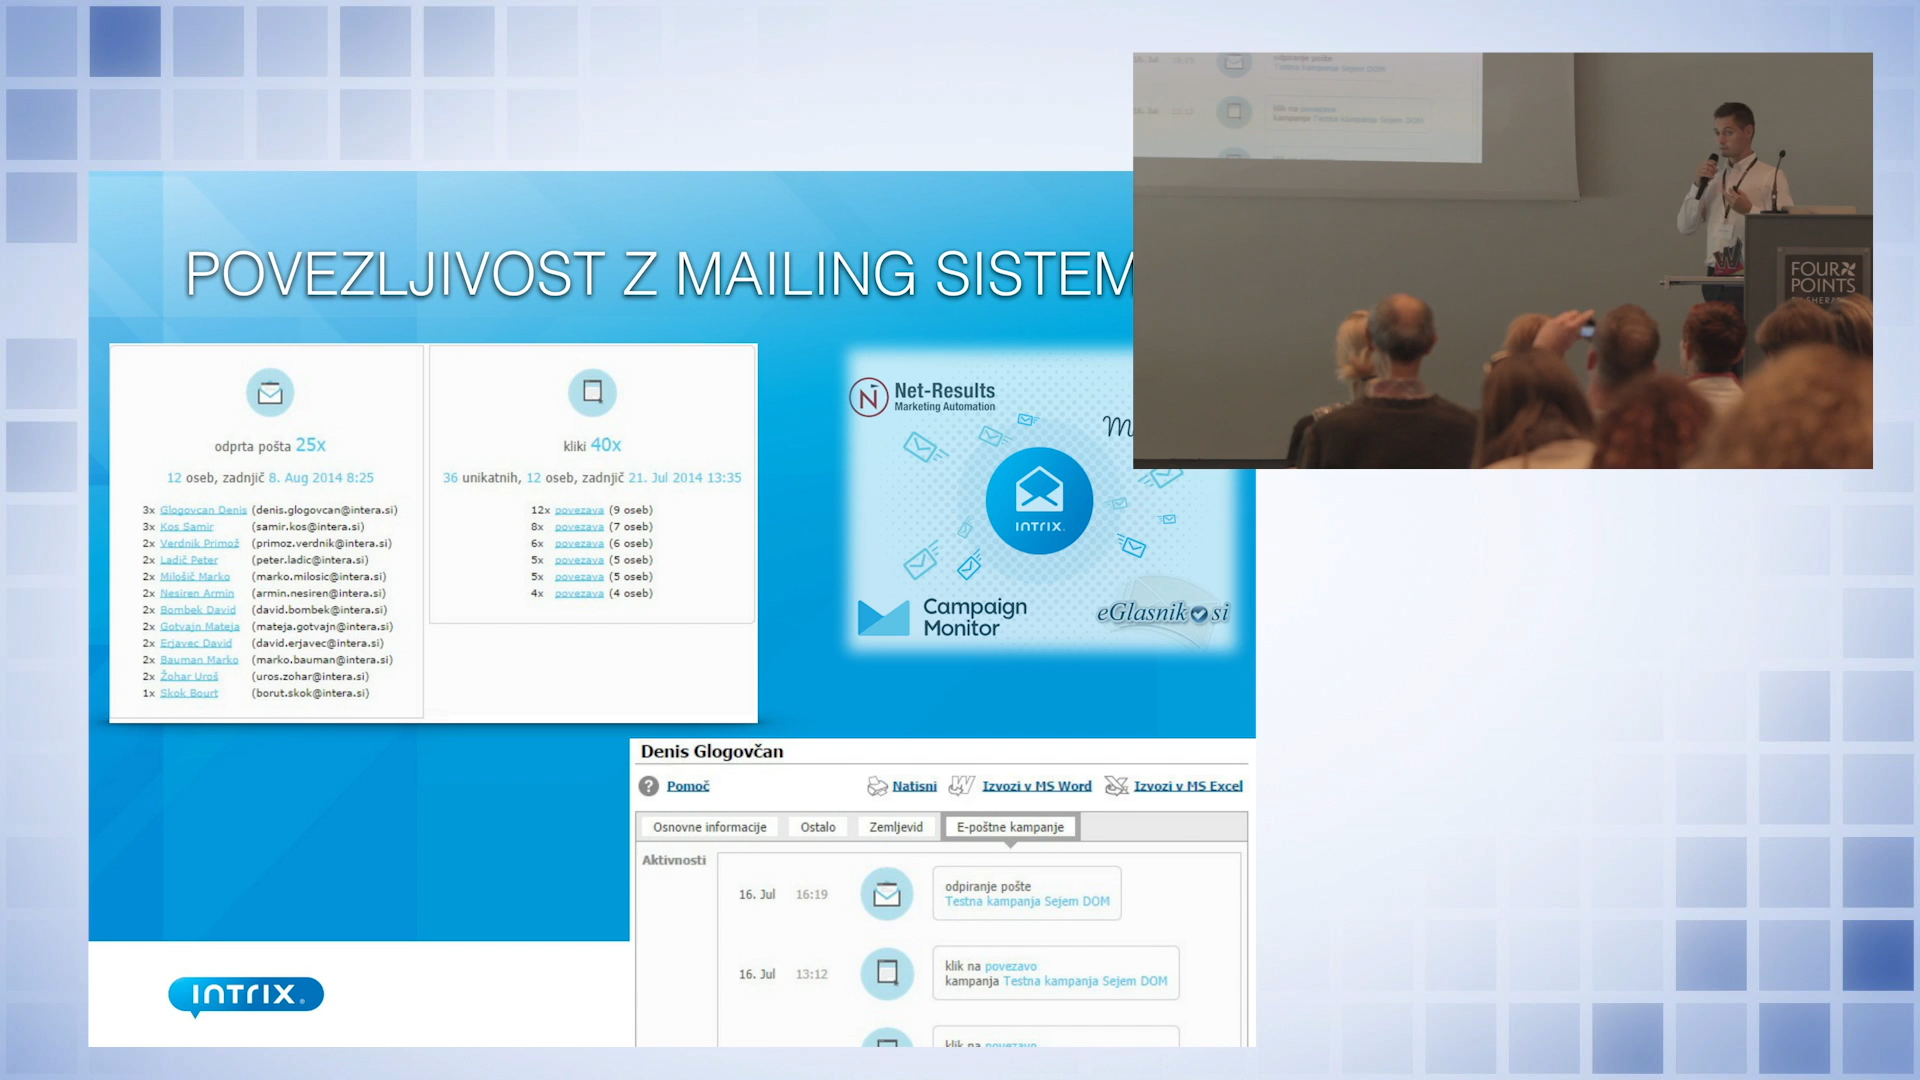 POVEZLJIVOST Z MAILING SISTEM
odprta pošta 25x
12 oseb, zadnjič 8. Aug 2014 8:25
3x Glogovcan Denis (denis.glogovcan@intera.si)
3x Kos Samir (samir.kos@intera.si)
2x Verdnik Primož (primoz.verdnik@intera.si)
2x Ladič Peter (peter.ladic@intera.si)
2x Milošič Marko (marko.milosic@intera.si)
2x Nesiren Armin (armin.nesiren@intera.si)
2x Bombek David (david.bombek@intera.si)
2x Gotvajn Mateja (mateja.gotvajn@intera.si)
2x Erjavec David (david.erjavec@intera.si)
2x Bauman Marko (marko.bauman@intera.si)
2x Žohar Uroš (uros.zohar@intera.si)
1x Skok Bourt (borut.skok@intera.si)
kliki 40x
36 unikatnih, 12 oseb, zadnjič 21. Jul 2014 13:35
12x povezava (9 oseb)
8x povezava (7 oseb)
6x povezava (6 oseb)
5x povezava (5 oseb)
5x povezava (5 oseb)
4x povezava (4 oseb)
Net-Results
Marketing Automation
INTRIX
Campaign
Monitor
eGlasnik si
FOUR
POINTS
Denis Glogovčan
? Pomoč
Natisni
Izvozi v MS Word
Izvozi v MS Excel
Osnovne informacije
Ostalo
Zemljevid
E-poštne kampanje
Aktivnosti
16. Jul 16:19
odpiranje pošte
Testna kampanja Sejem DOM
16. Jul 13:12
klik na povezavo
kampanja Testna kampanja Sejem DOM
klik na povezavo
INTRIX